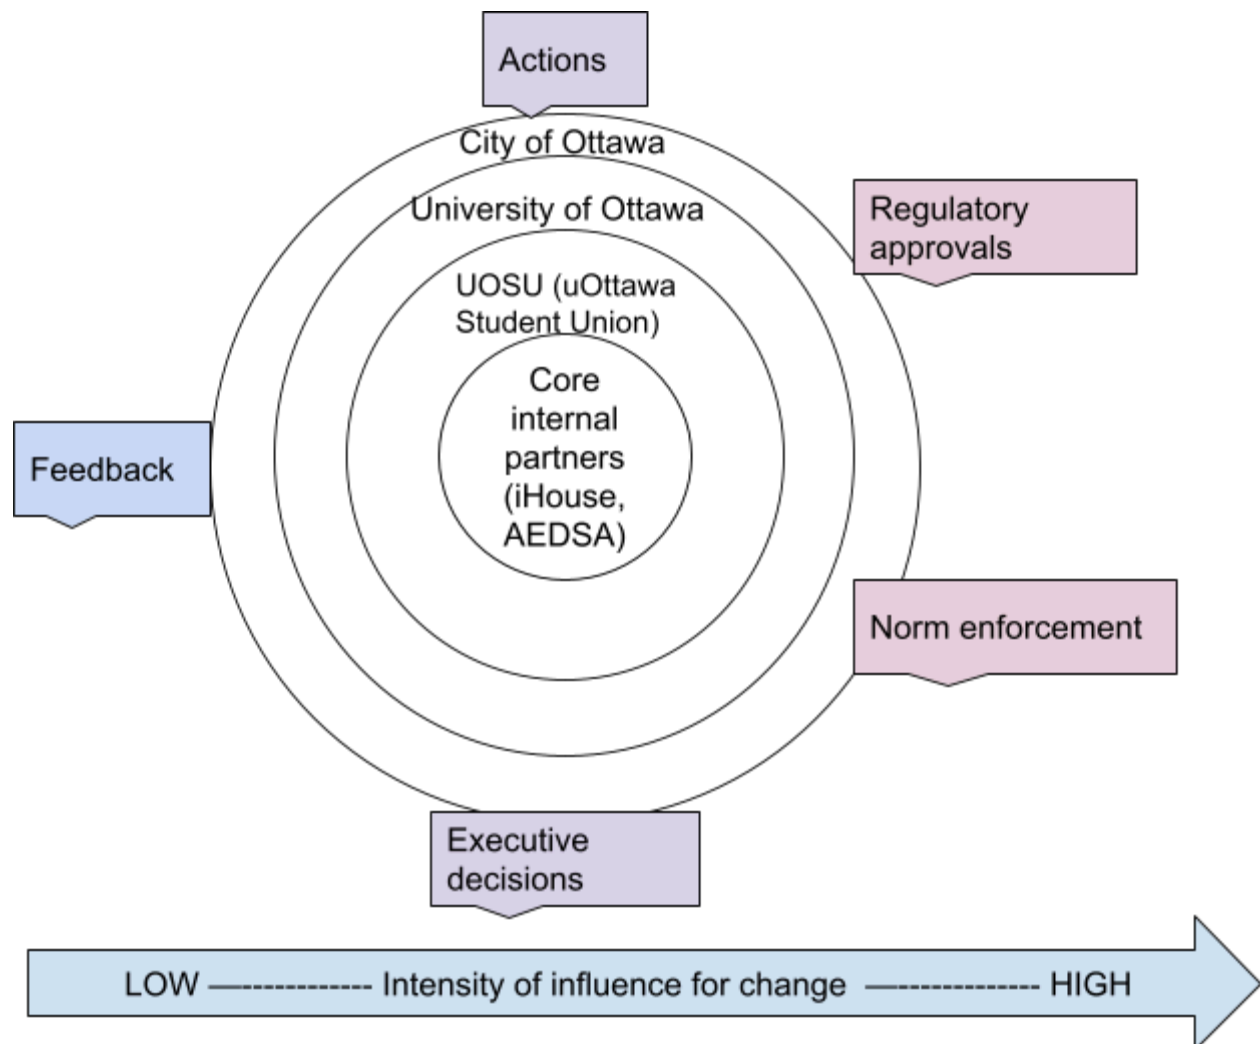 Actions
City of Ottawa
University of Ottawa
Regulatory
approvals
UOSU (uOttawa
Student Union)
Core
internal
partners
(iHouse,
AEDSA)
Feedback
Norm enforcement
Executive
decisions
LOW —------------ Intensity of influence for change —------------- HIGH